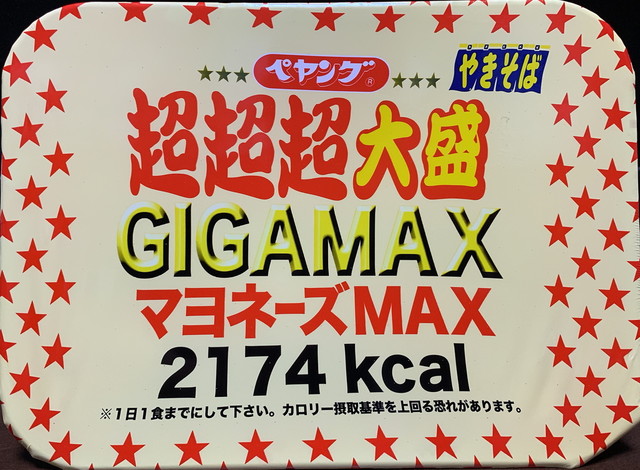 ペヤング® やきそば
超超超大盛
GIGAMAX
マヨネーズMAX
2174 kcal
※1日1食までにして下さい。カロリー摂取基準を上回る恐れがあります。